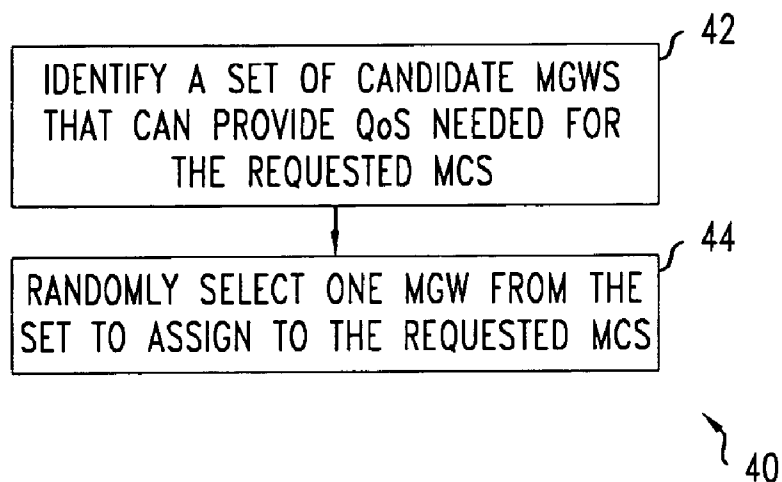 42
IDENTIFY A SET OF CANDIDATE MGWS
THAT CAN PROVIDE QoS NEEDED FOR
THE REQUESTED MCS
44
RANDOMLY SELECT ONE MGW FROM THE
SET TO ASSIGN TO THE REQUESTED MCS
40